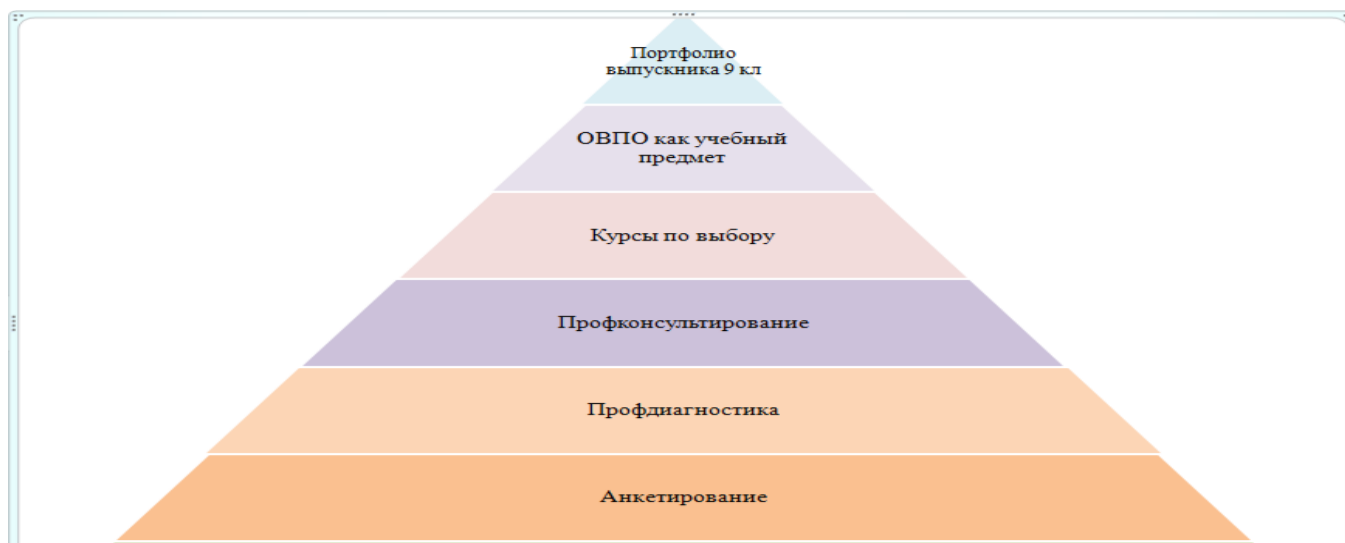 Портфолио
выпускника 9 кл
ОВПО как учебный
предмет
Курсы по выбору
Профконсультирование
Профдиагностика
Анкетирование